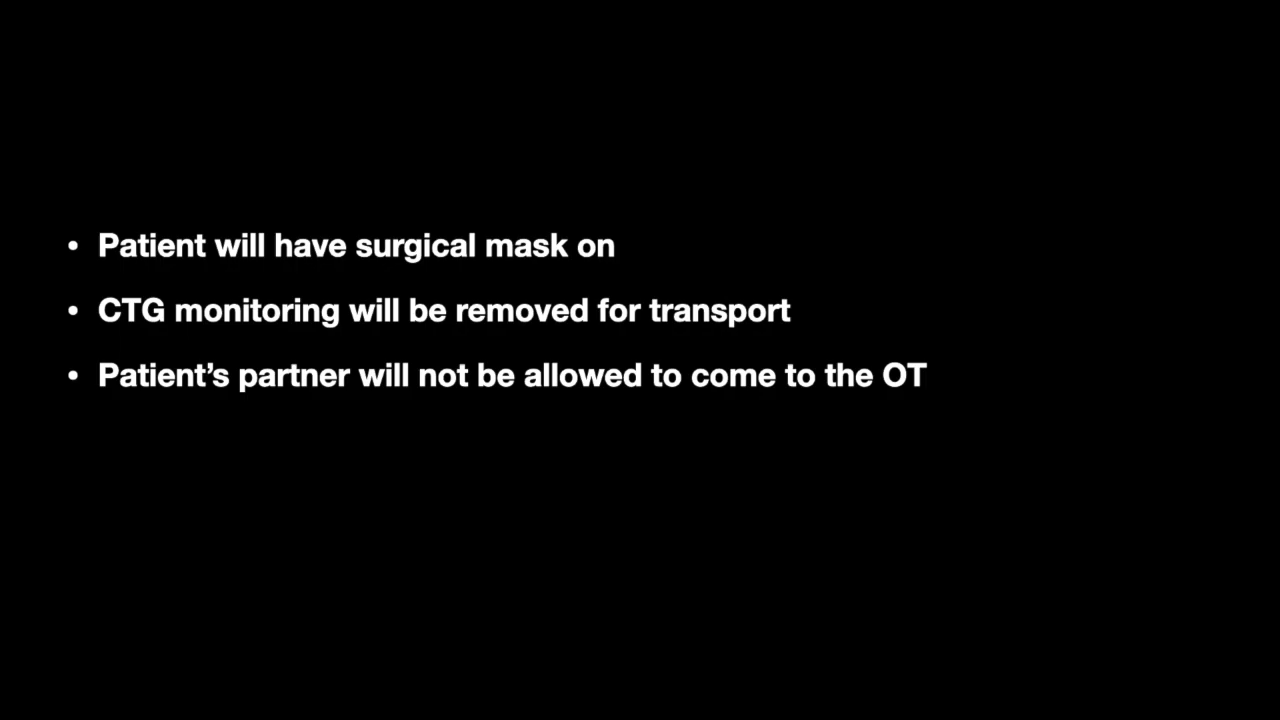 • Patient will have surgical mask on
• CTG monitoring will be removed for transport
• Patient’s partner will not be allowed to come to the OT